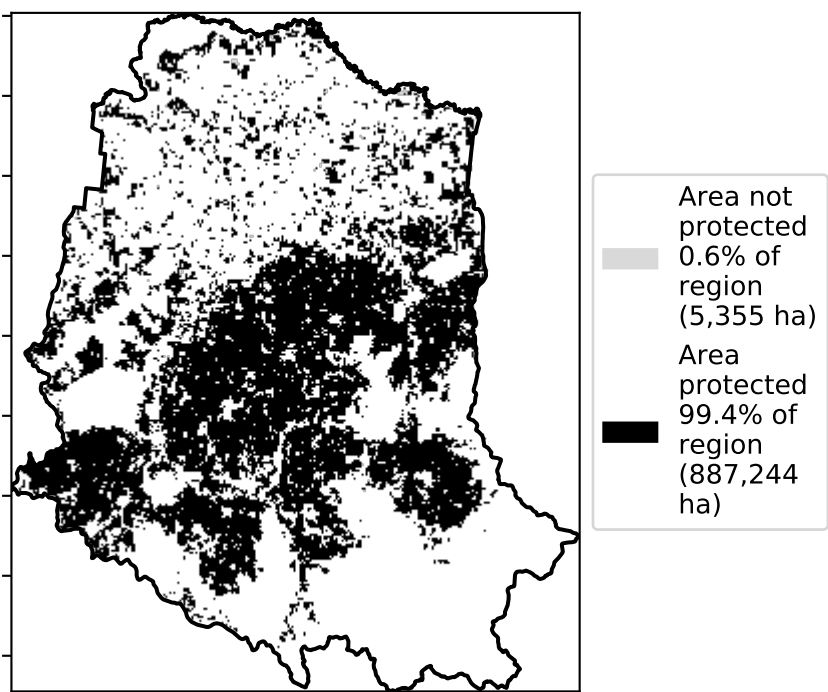 Area not
protected
0.6% of
region
(5,355 ha)
Area
protected
99.4% of
region
(887,244
ha)